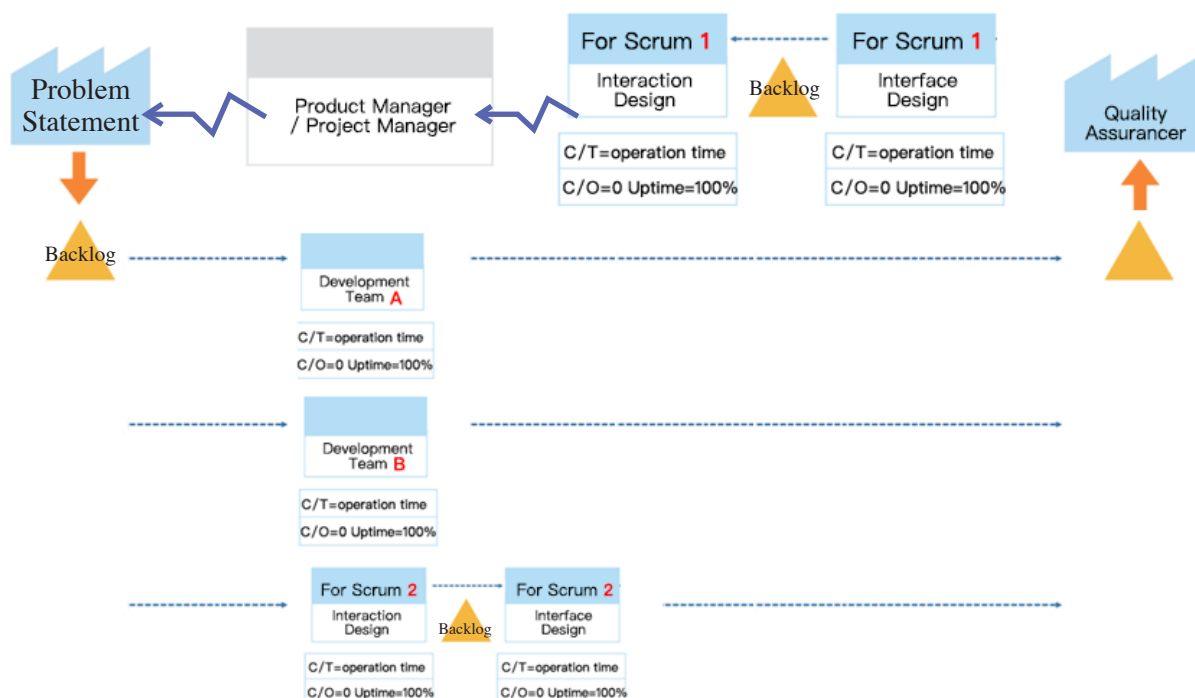 Problem
Statement
Product Manager
/ Project Manager
For Scrum 1
Interaction
Design
C/T=operation time
C/O=0 Uptime=100%
Backlog
For Scrum 1
Interface
Design
C/T=operation time
C/O=0 Uptime=100%
Quality
Assurancer
Backlog
Development
Team A
C/T=operation time
C/O=0 Uptime=100%
Development
Team B
C/T=operation time
C/O=0 Uptime=100%
For Scrum 2
Interaction
Design
C/T=operation time
C/O=0 Uptime=100%
Backlog
For Scrum 2
Interface
Design
C/T=operation time
C/O=0 Uptime=100%